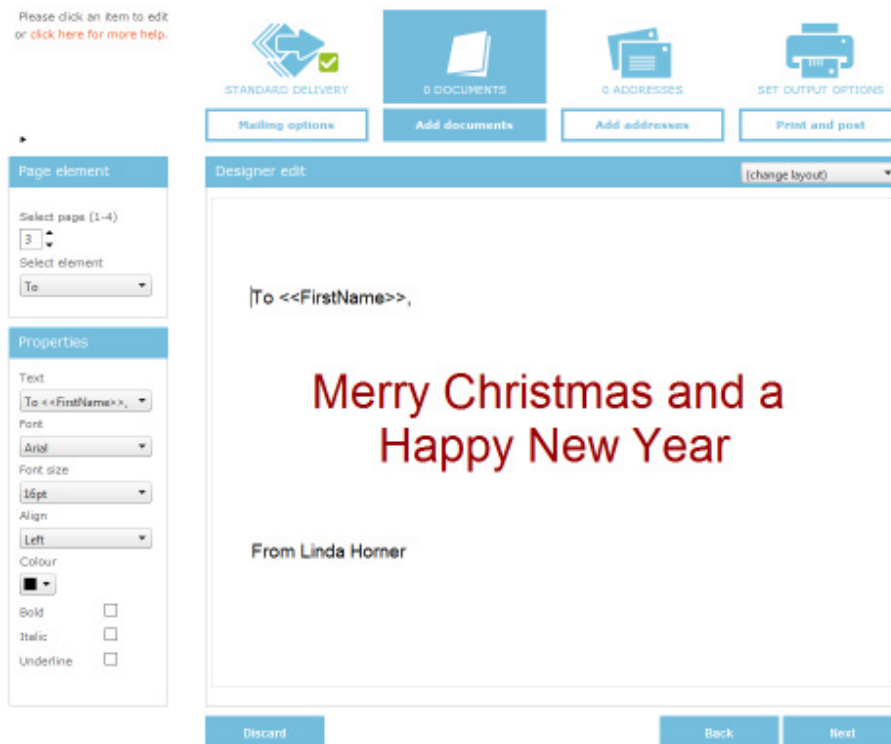 Please click an item to edit
or click here for more help.
STANDARD DELIVERY
0 DOCUMENTS
0 ADDRESSES
SET OUTPUT OPTIONS
Mailing options
Add documents
Add addresses
Print and post
Page element
Select page (1-4)
3
Select element
To
Properties
Text
To <<FirstName>>,
Font
Arial
Font size
16pt
Align
Left
Colour
Bold
Italic
Underline
Designer edit
(change layout)
To <<FirstName>>,
Merry Christmas and a
Happy New Year
From Linda Horner
Discard
Back
Next